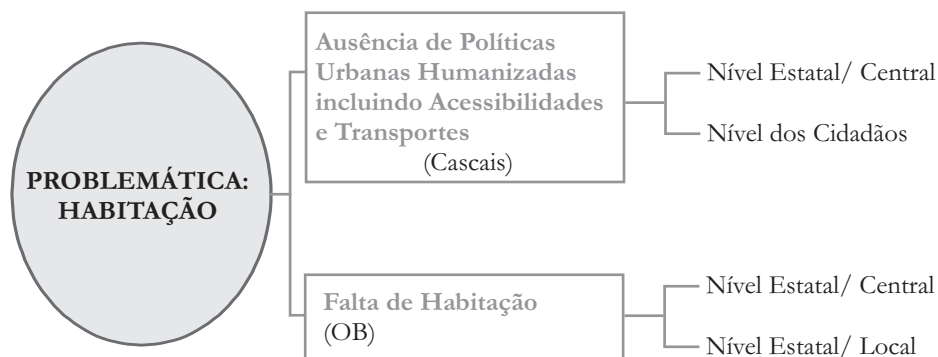 PROBLEMÁTICA:
HABITAÇÃO
Ausência de Políticas
Urbanas Humanizadas
incluindo Acessibilidades
e Transportes
(Cascais)
Nível Estatal/ Central
Nível dos Cidadãos
Falta de Habitação
(OB)
Nível Estatal/ Central
Nível Estatal/ Local